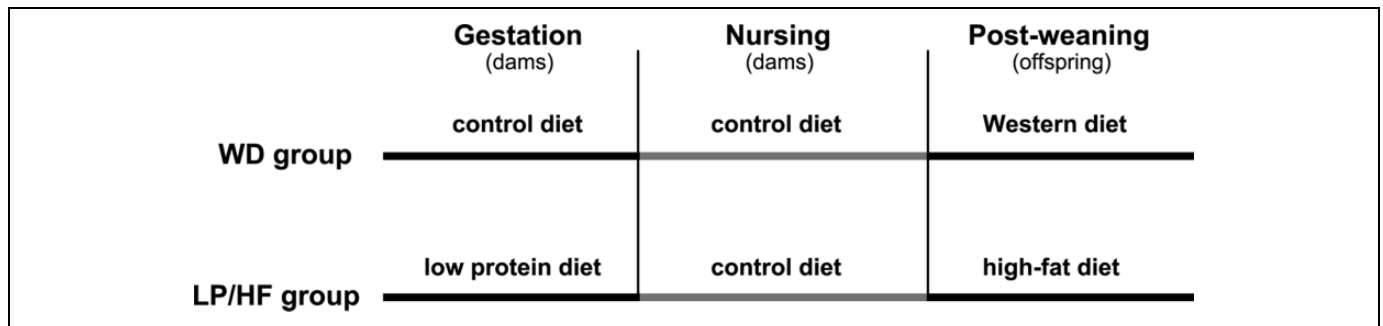 Gestation
(dams)
Nursing
(dams)
Post-weaning
(offspring)
control diet
control diet
Western diet
WD group
low protein diet
control diet
high-fat diet
LP/HF group